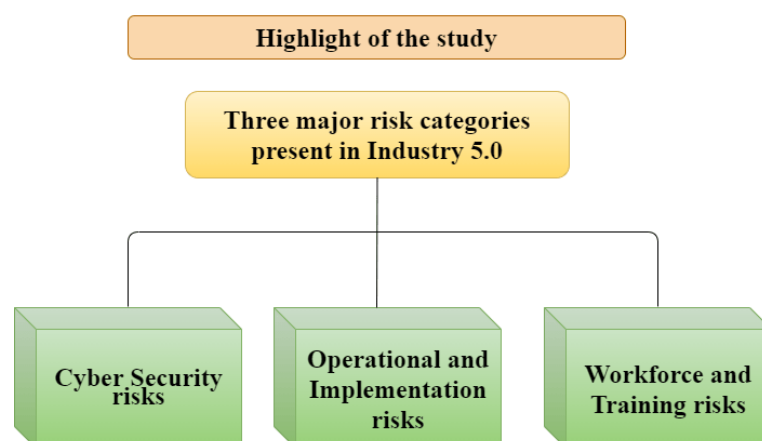 Highlight of the study
Three major risk categories
present in Industry 5.0
Cyber Security
risks
Operational and
Implementation
risks
Workforce and
Training risks